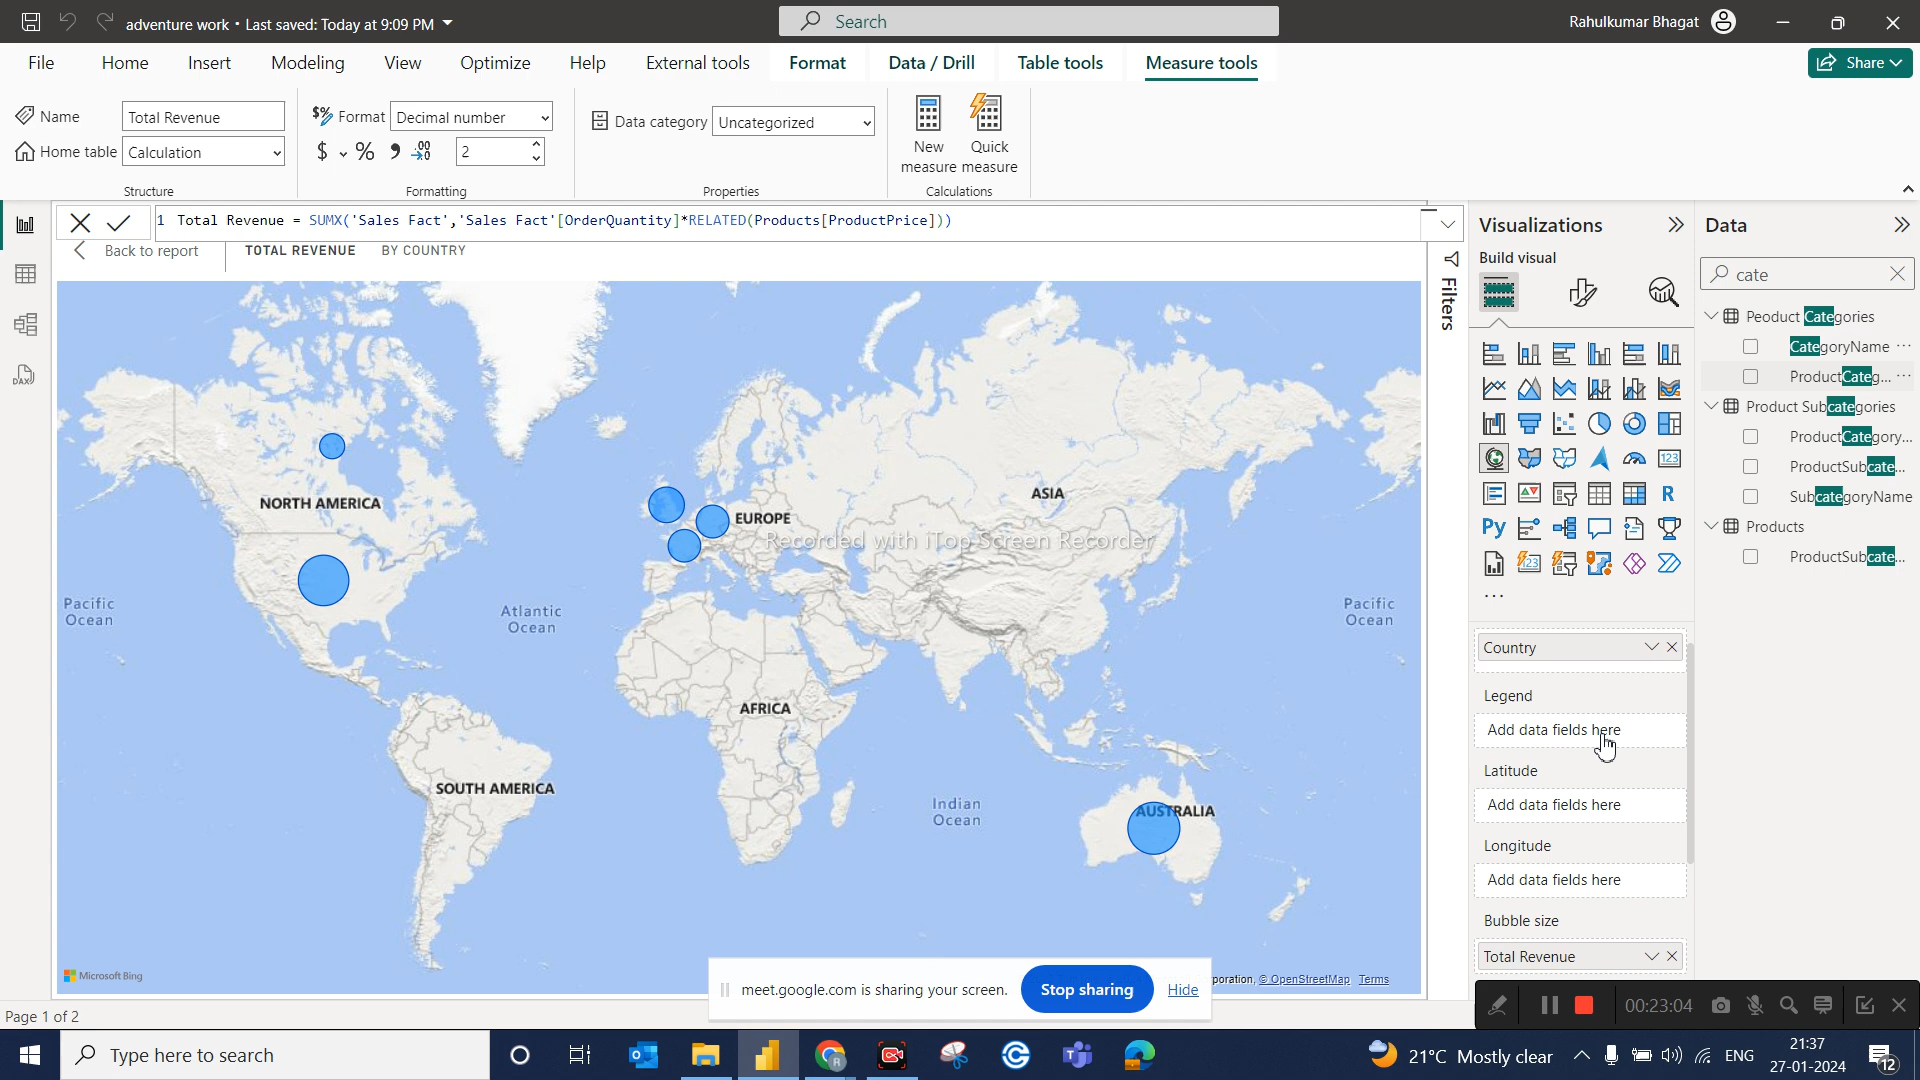 adventure work • Last saved: Today at 9:09 PM
Search
Rahulkumar Bhagat
File Home Insert Modeling View Optimize Help External tools Format Data / Drill Table tools Measure tools
Share
Name Total Revenue
Home table Calculation
Structure
Format Decimal number
$ % , .00 2
Formatting
Data category Uncategorized
Properties
New measure
Quick measure
Calculations
1 Total Revenue = SUMX('Sales Fact','Sales Fact'[OrderQuantity]*RELATED(Products[ProductPrice]))
Back to report
TOTAL REVENUE BY COUNTRY
NORTH AMERICA
EUROPE
ASIA
Recorded with iTop Screen Recorder
Pacific Ocean
Atlantic Ocean
Pacific Ocean
AFRICA
SOUTH AMERICA
Indian Ocean
AUSTRALIA
Microsoft Bing
poration, © OpenStreetMap Terms
meet.google.com is sharing your screen.
Stop sharing
Hide
Filters
Visualizations
Build visual
123
R
Py
123
...
Country
Legend
Add data fields here
Latitude
Add data fields here
Longitude
Add data fields here
Bubble size
Total Revenue
Data
cate
Peoduct Categories
CategoryName ...
ProductCateg... ...
Product Subcategories
ProductCategory...
ProductSubcate...
SubcategoryName
Products
ProductSubcate...
DAX
Page 1 of 2
00:23:04
Type here to search
21°C Mostly clear
ENG
21:37
27-01-2024
12